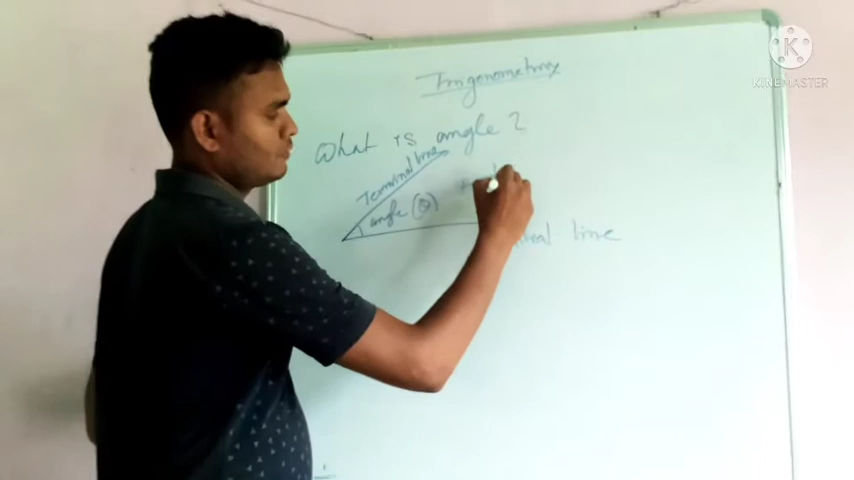 Trigonometry
What is angle?
Terminal line
angle (θ)
line
K
KINEMASTER